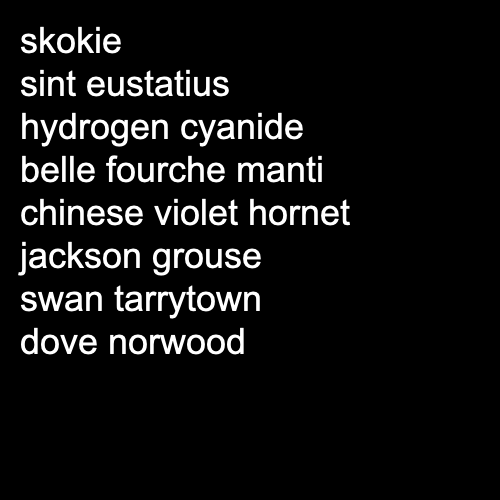 skokie
sint eustatius
hydrogen cyanide
belle fourche manti
chinese violet hornet
jackson grouse
swan tarrytown
dove norwood